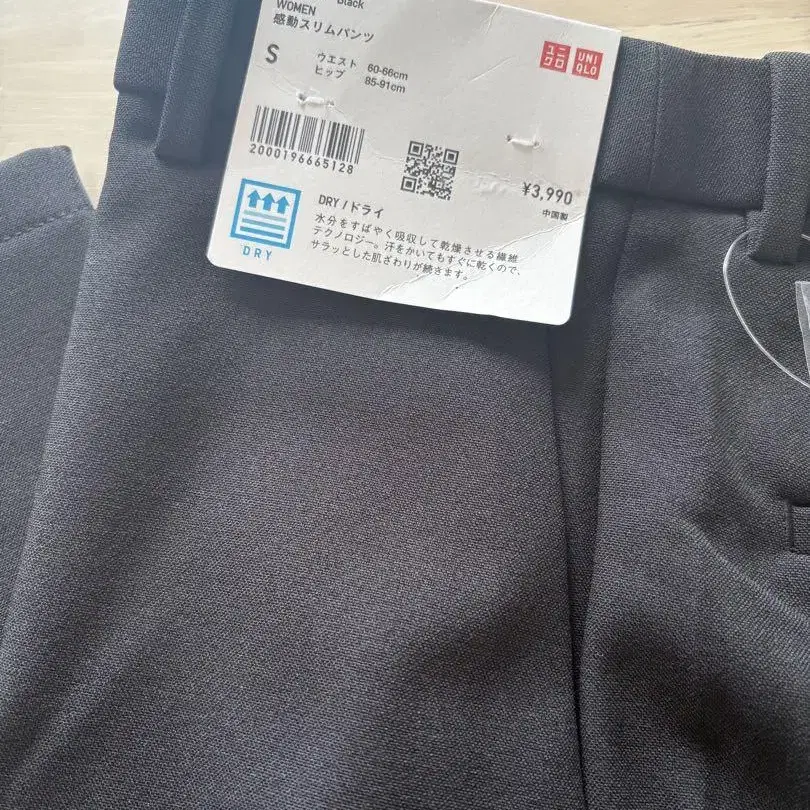 Black
WOMEN
感動スリムパンツ
S
ウエスト 60-66cm
ヒップ 85-91cm
ユニクロ
UNIQLO
2000196665128
¥3,990
中国製
DRY
DRY / ドライ
水分をすばやく吸収して乾燥させる繊維
テクノロジー。汗をかいてもすぐに乾くので、
サラッとした肌ざわりが続きます。